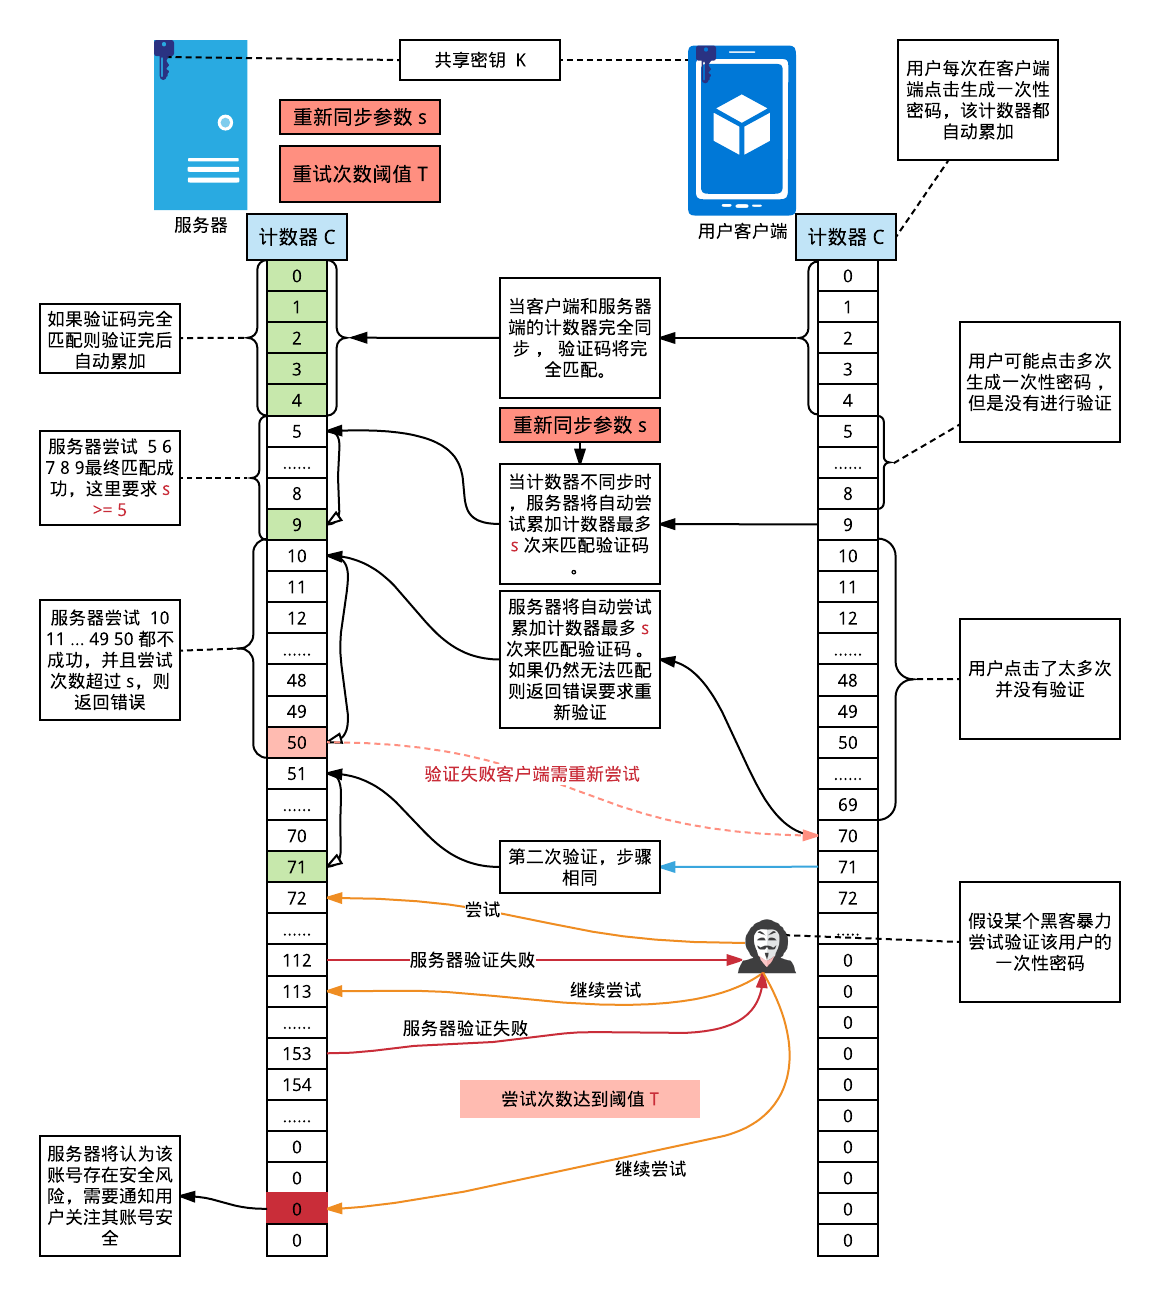 共享密钥 K
重新同步参数 s
重试次数阈值 T
服务器
用户客户端
用户每次在客户端
端点击生成一次性
密码，该计数器都
自动累加
计数器 C
0
1
2
3
4
5
......
8
9
10
11
12
......
48
49
50
51
......
70
71
72
......
112
113
......
153
154
......
0
0
0
0
如果验证码完全
匹配则验证完后
自动累加
服务器尝试 5 6
7 8 9最终匹配成
功，这里要求 s
>= 5
服务器尝试 10
11 ... 49 50 都不
成功，并且尝试
次数超过 s，则
返回错误
服务器将认为该
账号存在安全风
险，需要通知用
户关注其账号安
全
当客户端和服务器
端的计数器完全同
步 ， 验证码将完
全匹配。
重新同步参数 s
当计数器不同步时
，服务器将自动尝
试累加计数器最多
s 次来匹配验证码
。
服务器将自动尝试
累加计数器最多 s
次来匹配验证码 。
如果仍然无法匹配
则返回错误要求重
新验证
验证失败客户端需重新尝试
第二次验证，步骤
相同
尝试
服务器验证失败
继续尝试
服务器验证失败
尝试次数达到阈值 T
继续尝试
计数器 C
0
1
2
3
4
5
......
8
9
10
11
12
......
48
49
50
......
69
70
71
72
......
0
0
0
0
0
0
0
0
0
0
用户可能点击多次
生成一次性密码 ，
但是没有进行验证
用户点击了太多次
并没有验证
假设某个黑客暴力
尝试验证该用户的
一次性密码